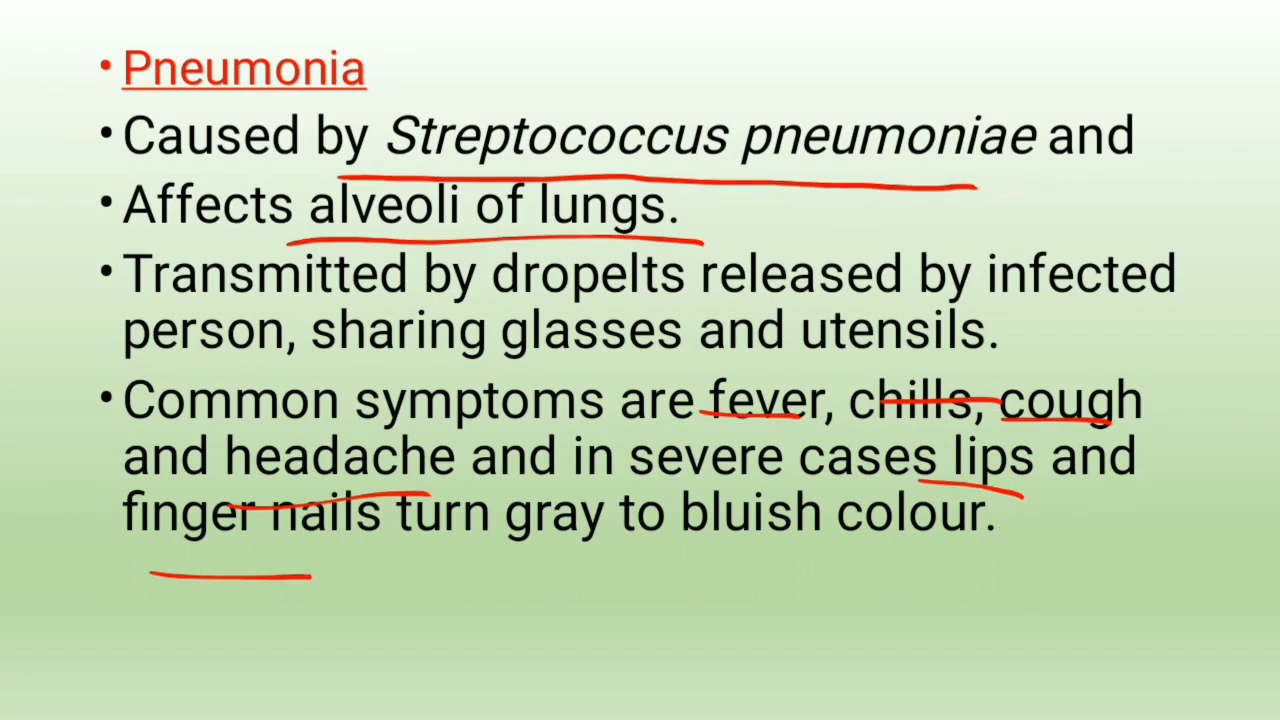 • Pneumonia
• Caused by Streptococcus pneumoniae and
• Affects alveoli of lungs.
• Transmitted by dropelts released by infected
person, sharing glasses and utensils.
• Common symptoms are fever, chills, cough
and headache and in severe cases lips and
finger nails turn gray to bluish colour.